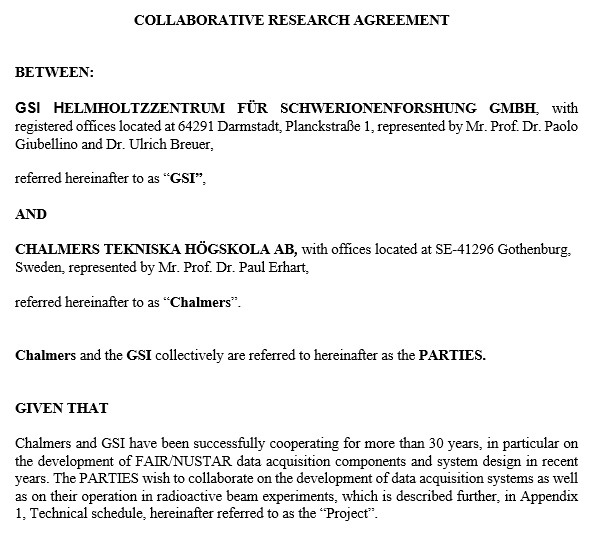 COLLABORATIVE RESEARCH AGREEMENT
BETWEEN:
GSI HELMHOLTZZENTRUM FÜR SCHWERIONENFORSHUNG GMBH, with
registered offices located at 64291 Darmstadt, Planckstraße 1, represented by Mr. Prof. Dr. Paolo
Giubellino and Dr. Ulrich Breuer,
referred hereinafter to as “GSI”,
AND
CHALMERS TEKNISKA HÖGSKOLA AB, with offices located at SE-41296 Gothenburg,
Sweden, represented by Mr. Prof. Dr. Paul Erhart,
referred hereinafter to as “Chalmers”.
Chalmers and the GSI collectively are referred to hereinafter as the PARTIES.
GIVEN THAT
Chalmers and GSI have been successfully cooperating for more than 30 years, in particular on
the development of FAIR/NUSTAR data acquisition components and system design in recent
years. The PARTIES wish to collaborate on the development of data acquisition systems as well
as on their operation in radioactive beam experiments, which is described further, in Appendix
1, Technical schedule, hereinafter referred to as the “Project”.